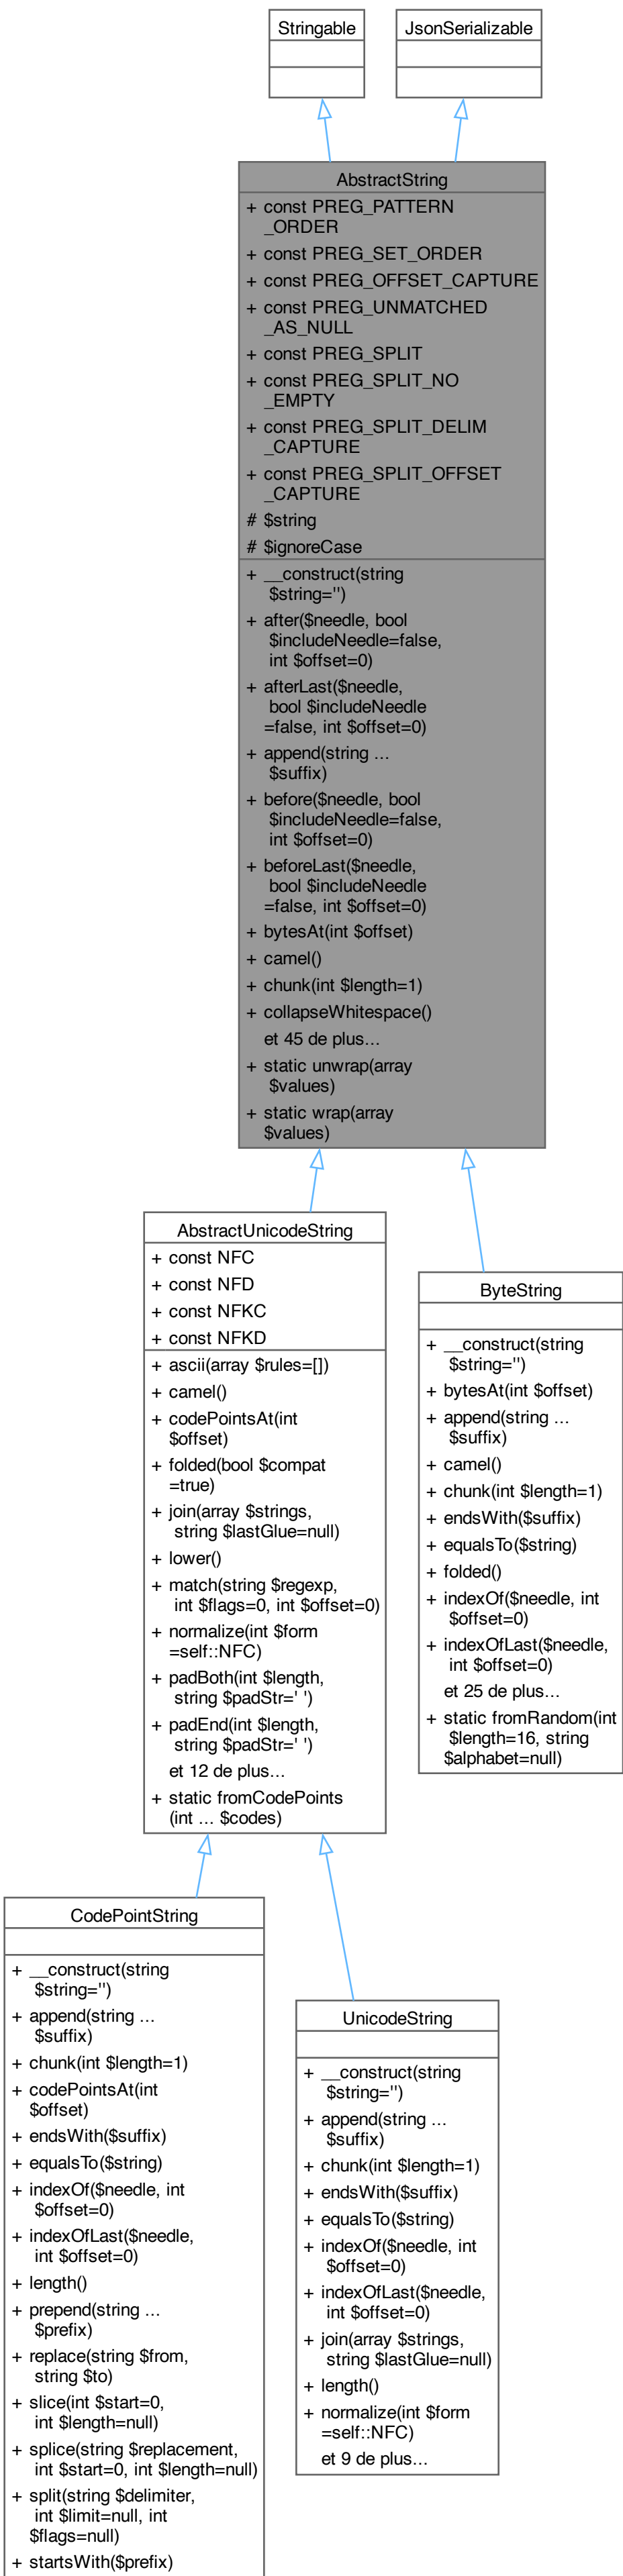 Stringable
JsonSerializable
AbstractString
+ const PREG_PATTERN
_ORDER
+ const PREG_SET_ORDER
+ const PREG_OFFSET_CAPTURE
+ const PREG_UNMATCHED
_AS_NULL
+ const PREG_SPLIT
+ const PREG_SPLIT_NO
_EMPTY
+ const PREG_SPLIT_DELIM
_CAPTURE
+ const PREG_SPLIT_OFFSET
_CAPTURE
# $string
# $ignoreCase
+ __construct(string
$string='')
+ after($needle, bool
$includeNeedle=false,
int $offset=0)
+ afterLast($needle,
bool $includeNeedle
=false, int $offset=0)
+ append(string ...
$suffix)
+ before($needle, bool
$includeNeedle=false,
int $offset=0)
+ beforeLast($needle,
bool $includeNeedle
=false, int $offset=0)
+ bytesAt(int $offset)
+ camel()
+ chunk(int $length=1)
+ collapseWhitespace()
et 45 de plus...
+ static unwrap(array
$values)
+ static wrap(array
$values)
AbstractUnicodeString
+ const NFC
+ const NFD
+ const NFKC
+ const NFKD
+ ascii(array $rules=[])
+ camel()
+ codePointsAt(int
$offset)
+ folded(bool $compat
=true)
+ join(array $strings,
string $lastGlue=null)
+ lower()
+ match(string $regexp,
int $flags=0, int $offset=0)
+ normalize(int $form
=self::NFC)
+ padBoth(int $length,
string $padStr=' ')
+ padEnd(int $length,
string $padStr=' ')
et 12 de plus...
+ static fromCodePoints
(int ... $codes)
ByteString
+ __construct(string
$string='')
+ bytesAt(int $offset)
+ append(string ...
$suffix)
+ camel()
+ chunk(int $length=1)
+ endsWith($suffix)
+ equalsTo($string)
+ folded()
+ indexOf($needle, int
$offset=0)
+ indexOfLast($needle,
int $offset=0)
et 25 de plus...
+ static fromRandom(int
$length=16, string
$alphabet=null)
CodePointString
+ __construct(string
$string='')
+ append(string ...
$suffix)
+ chunk(int $length=1)
+ codePointsAt(int
$offset)
+ endsWith($suffix)
+ equalsTo($string)
+ indexOf($needle, int
$offset=0)
+ indexOfLast($needle,
int $offset=0)
+ length()
+ prepend(string ...
$prefix)
+ replace(string $from,
string $to)
+ slice(int $start=0,
int $length=null)
+ splice(string $replacement,
int $start=0, int $length=null)
+ split(string $delimiter,
int $limit=null, int
$flags=null)
+ startsWith($prefix)
UnicodeString
+ __construct(string
$string='')
+ append(string ...
$suffix)
+ chunk(int $length=1)
+ endsWith($suffix)
+ equalsTo($string)
+ indexOf($needle, int
$offset=0)
+ indexOfLast($needle,
int $offset=0)
+ join(array $strings,
string $lastGlue=null)
+ length()
+ normalize(int $form
=self::NFC)
et 9 de plus...